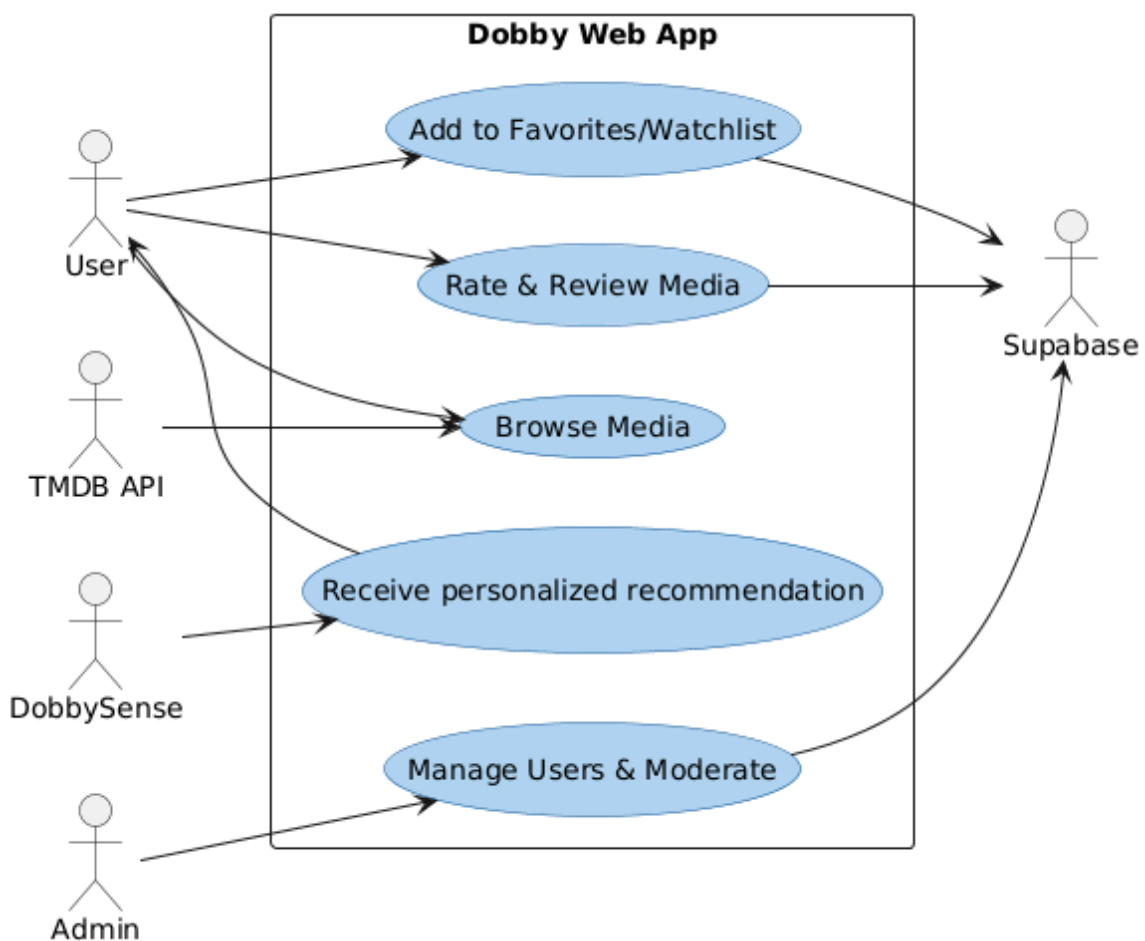 Dobby Web App
Add to Favorites/Watchlist
User
Rate & Review Media
Supabase
Browse Media
TMDB API
Receive personalized recommendation
DobbySense
Manage Users & Moderate
Admin